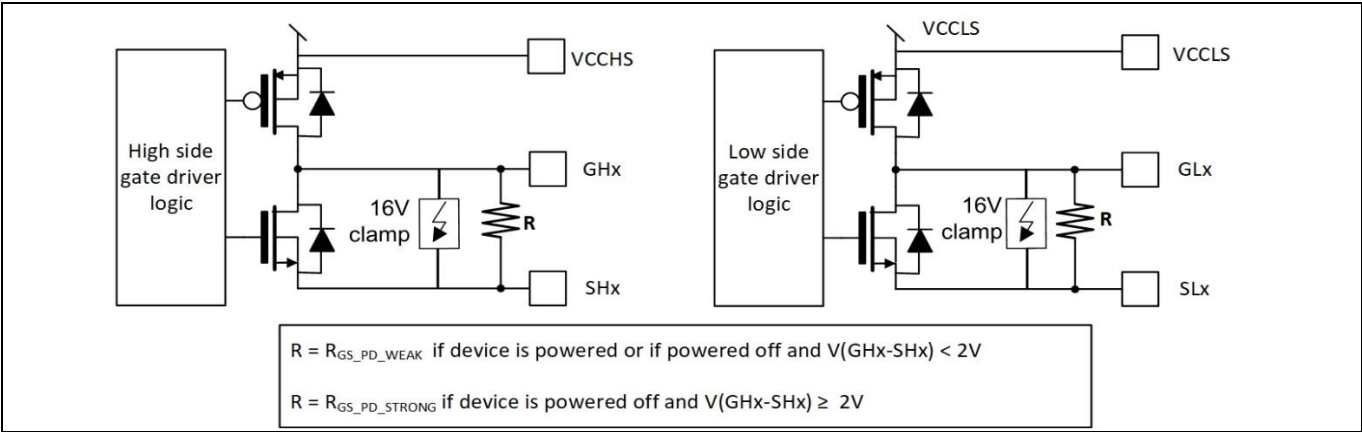 VCCHS
High side
gate driver
logic
GHx
16V
clamp
R
SHx
VCCLS
VCCLS
Low side
gate driver
logic
GLx
16V
clamp
R
SLx
R = RGS_PD_WEAK if device is powered or if powered off and V(GHx-SHx) < 2V
R = RGS_PD_STRONG if device is powered off and V(GHx-SHx) ≥ 2V